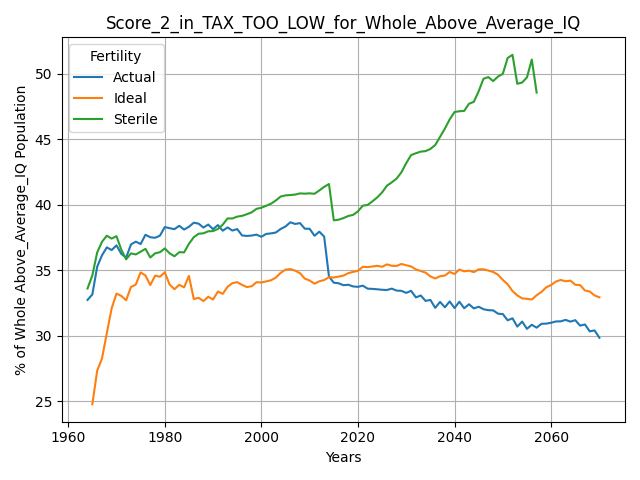 Score_2_in_TAX_TOO_LOW_for_Whole_Above_Average_IQ
Fertility
Actual
Ideal
Sterile
% of Whole Above_Average_IQ Population
50
45
40
35
30
25
1960
1980
2000
2020
2040
2060
Years